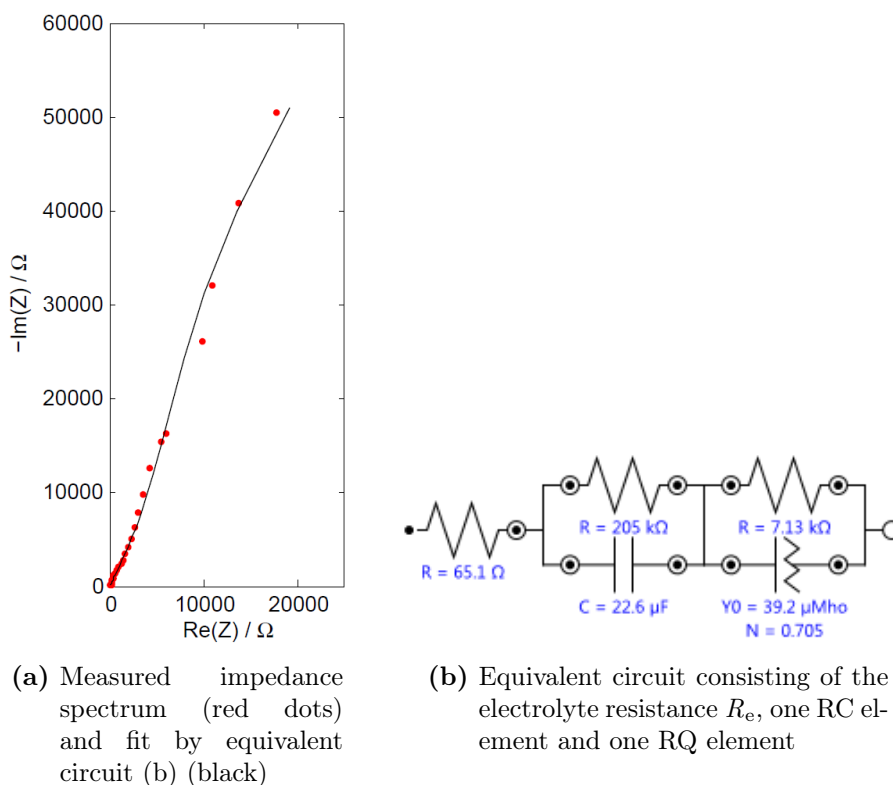 60000
50000
40000
30000
20000
10000
0
−Im(Z) / Ω
0 10000 20000
Re(Z) / Ω
R = 65.1 Ω
R = 205 kΩ
C = 22.6 µF
R = 7.13 kΩ
Y0 = 39.2 µMho
N = 0.705
(a) Measured impedance
spectrum (red dots)
and fit by equivalent
circuit (b) (black)
(b) Equivalent circuit consisting of the
electrolyte resistance Re, one RC el-
ement and one RQ element